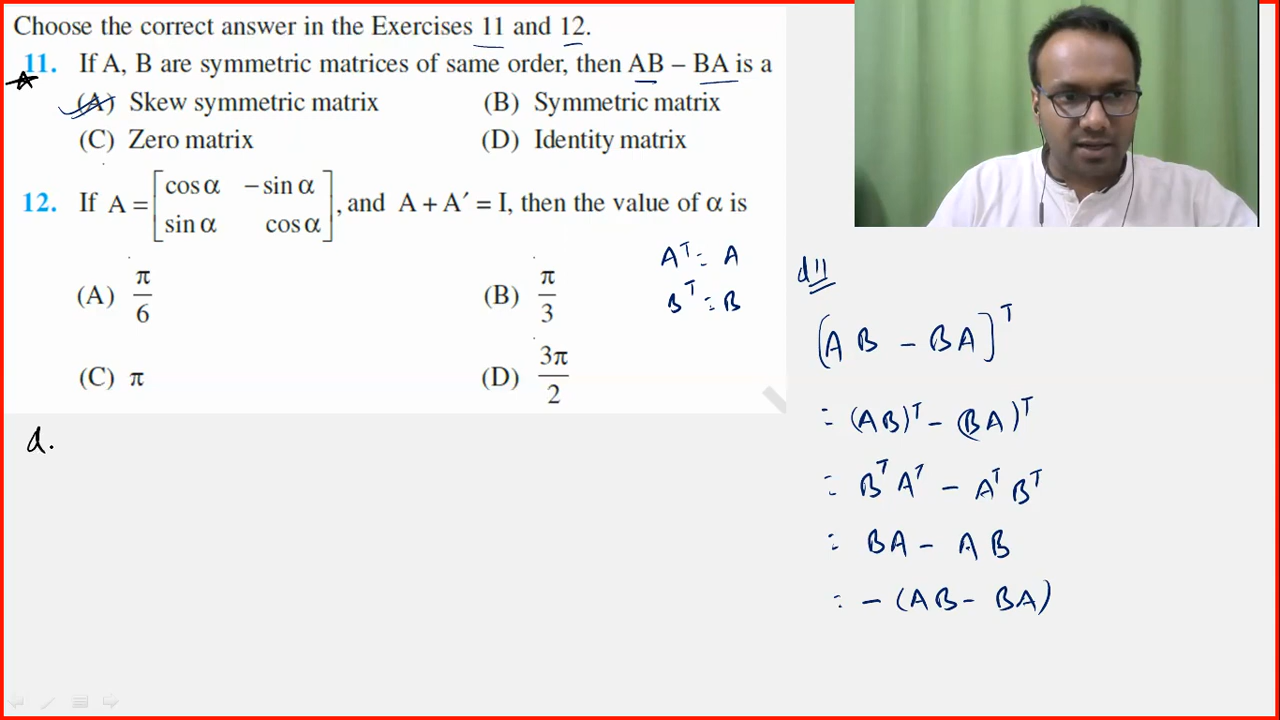 Choose the correct answer in the Exercises 11 and 12.
11. If A, B are symmetric matrices of same order, then AB – BA is a
(A) Skew symmetric matrix (B) Symmetric matrix
(C) Zero matrix (D) Identity matrix
12. If A = [cos α – sin α
sin α cos α], and A + A′ = I, then the value of α is
(A) π/6 (B) π/3
(C) π (D) 3π/2
Aᵀ = A
Bᵀ = B
(AB – BA)ᵀ
= (AB)ᵀ – (BA)ᵀ
= BᵀAᵀ – AᵀBᵀ
= BA – AB
= – (AB – BA)